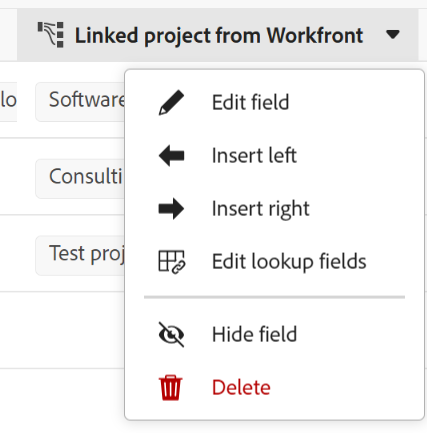 Linked project from Workfront
lo
Software
Edit field
Insert left
Consulti
Insert right
Test proj
Edit lookup fields
Hide field
Delete